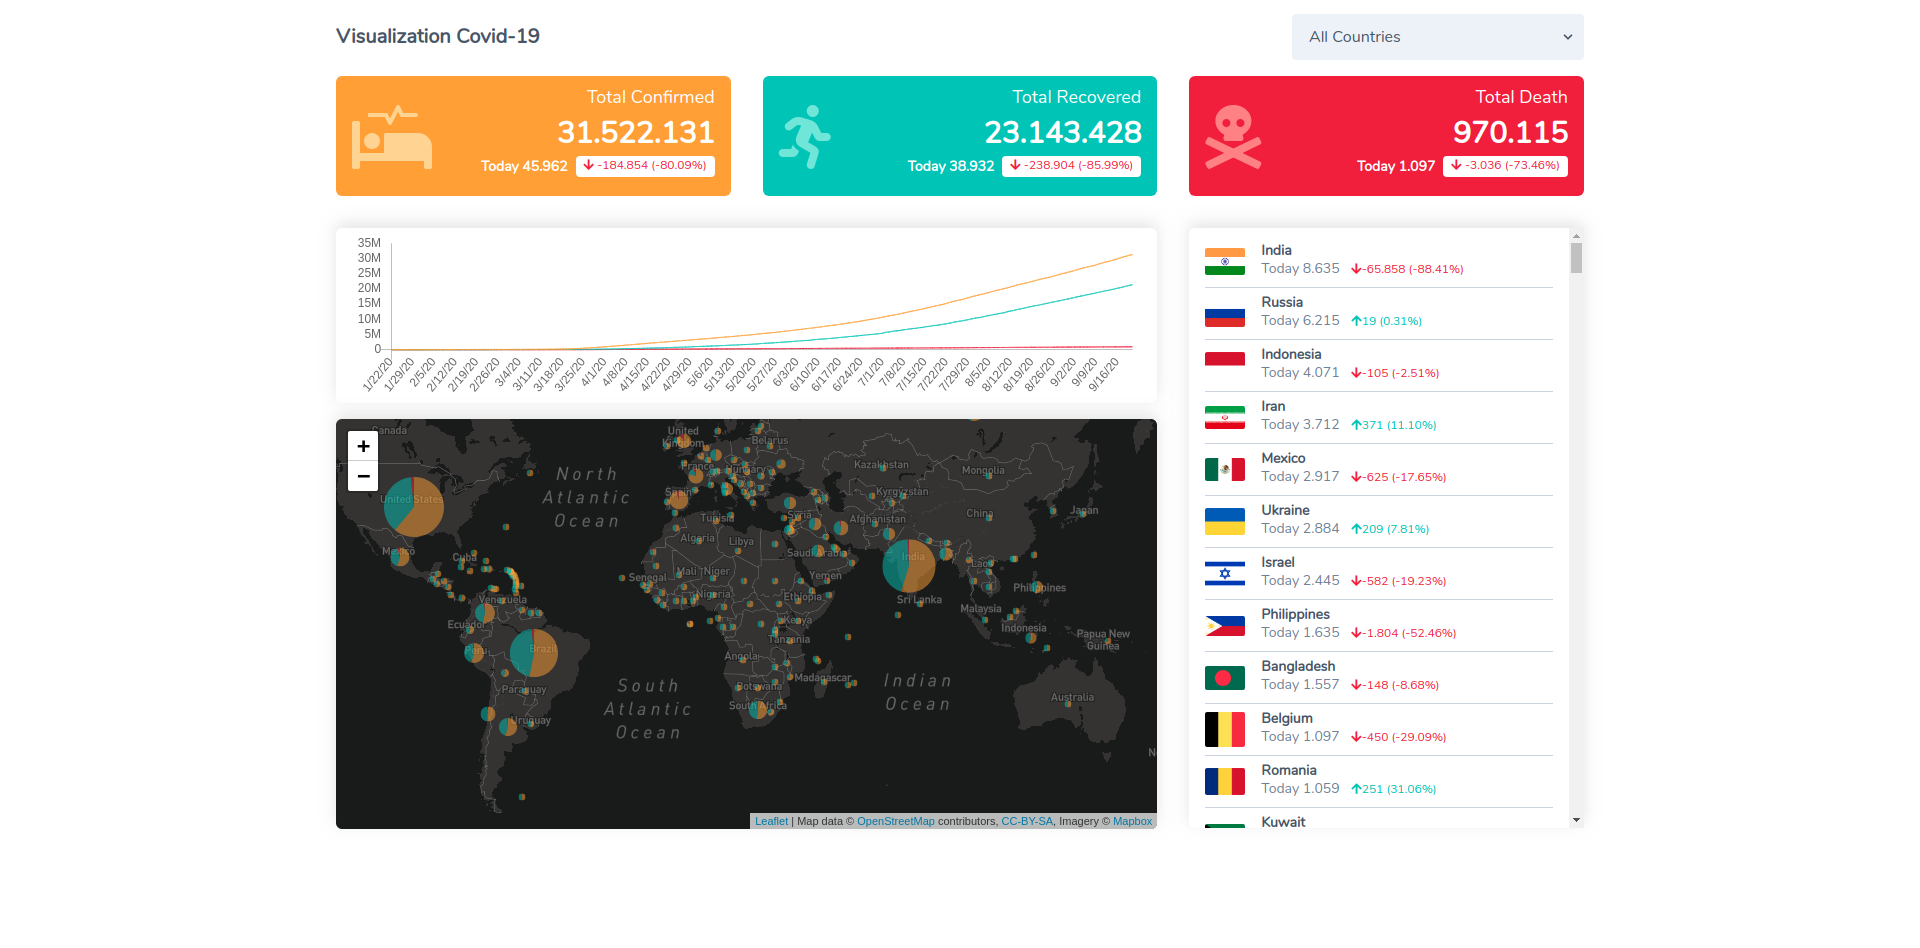 Visualization Covid-19
All Countries
Total Confirmed
31.522.131
Today 45.962 -184.854 (-80.09%)
Total Recovered
23.143.428
Today 38.932 -238.904 (-85.99%)
Total Death
970.115
Today 1.097 -3.036 (-73.46%)
35M
30M
25M
20M
15M
10M
5M
0
1/22/20
1/29/20
2/5/20
2/12/20
2/19/20
2/26/20
3/4/20
3/11/20
3/18/20
3/25/20
4/1/20
4/8/20
4/15/20
4/22/20
4/29/20
5/6/20
5/13/20
5/20/20
5/27/20
6/3/20
6/10/20
6/17/20
6/24/20
7/1/20
7/8/20
7/15/20
7/22/20
7/29/20
8/5/20
8/12/20
8/19/20
8/26/20
9/2/20
9/9/20
9/16/20
+
−
Canada
United States
Mexico
Cuba
Venezuela
Ecuador
Peru
Brazil
Paraguay
Uruguay
North
Atlantic
Ocean
South
Atlantic
Ocean
United
Kingdom
Belarus
France
Hungary
Spain
Tunisia
Algeria
Libya
Mali
Niger
Senegal
Nigeria
Ethiopia
Kenya
Tanzania
Angola
Botswana
South Africa
Madagascar
Syria
Saudi Arabia
Yemen
Kazakhstan
Kyrgyzstan
Afghanistan
Mongolia
China
Japan
India
Sri Lanka
Laos
Philippines
Malaysia
Indonesia
Papua New
Guinea
Australia
Indian
Ocean
N
Leaflet | Map data © OpenStreetMap contributors, CC-BY-SA, Imagery © Mapbox
India
Today 8.635 -65.858 (-88.41%)
Russia
Today 6.215 19 (0.31%)
Indonesia
Today 4.071 -105 (-2.51%)
Iran
Today 3.712 371 (11.10%)
Mexico
Today 2.917 -625 (-17.65%)
Ukraine
Today 2.884 209 (7.81%)
Israel
Today 2.445 -582 (-19.23%)
Philippines
Today 1.635 -1.804 (-52.46%)
Bangladesh
Today 1.557 -148 (-8.68%)
Belgium
Today 1.097 -450 (-29.09%)
Romania
Today 1.059 251 (31.06%)
Kuwait